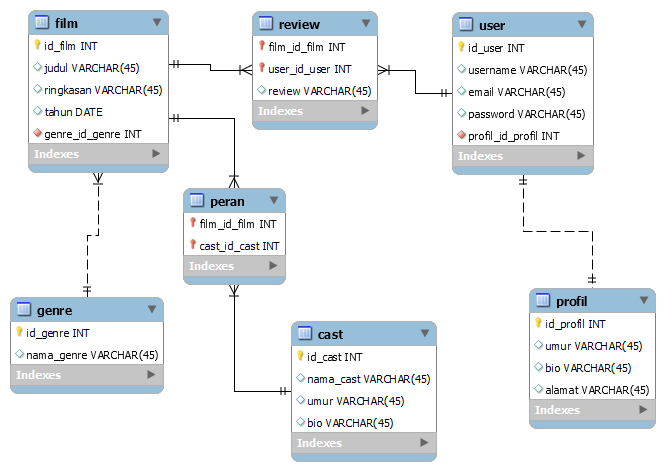 film
id_film INT
judul VARCHAR(45)
ringkasan VARCHAR(45)
tahun DATE
genre_id_genre INT
Indexes
review
film_id_film INT
user_id_user INT
review VARCHAR(45)
Indexes
user
id_user INT
username VARCHAR(45)
email VARCHAR(45)
password VARCHAR(45)
profil_id_profil INT
Indexes
peran
film_id_film INT
cast_id_cast INT
Indexes
genre
id_genre INT
nama_genre VARCHAR(45)
Indexes
cast
id_cast INT
nama_cast VARCHAR(45)
umur VARCHAR(45)
bio VARCHAR(45)
Indexes
profil
id_profil INT
umur VARCHAR(45)
bio VARCHAR(45)
alamat VARCHAR(45)
Indexes